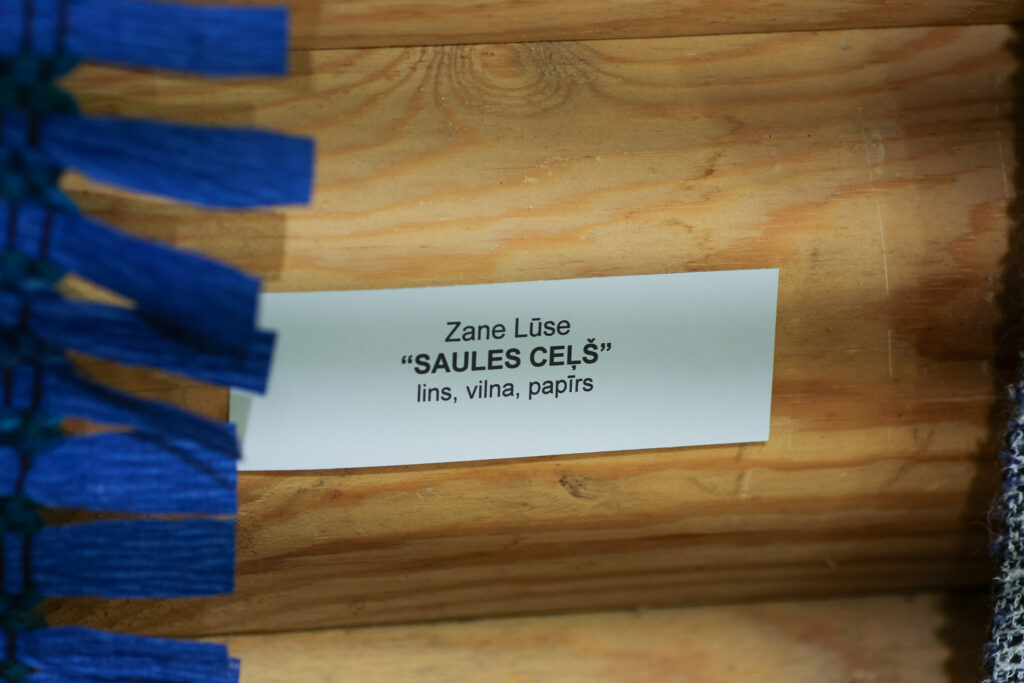 Zane Lūse
“SAULES CEĻŠ”
lins, vilna, papīrs